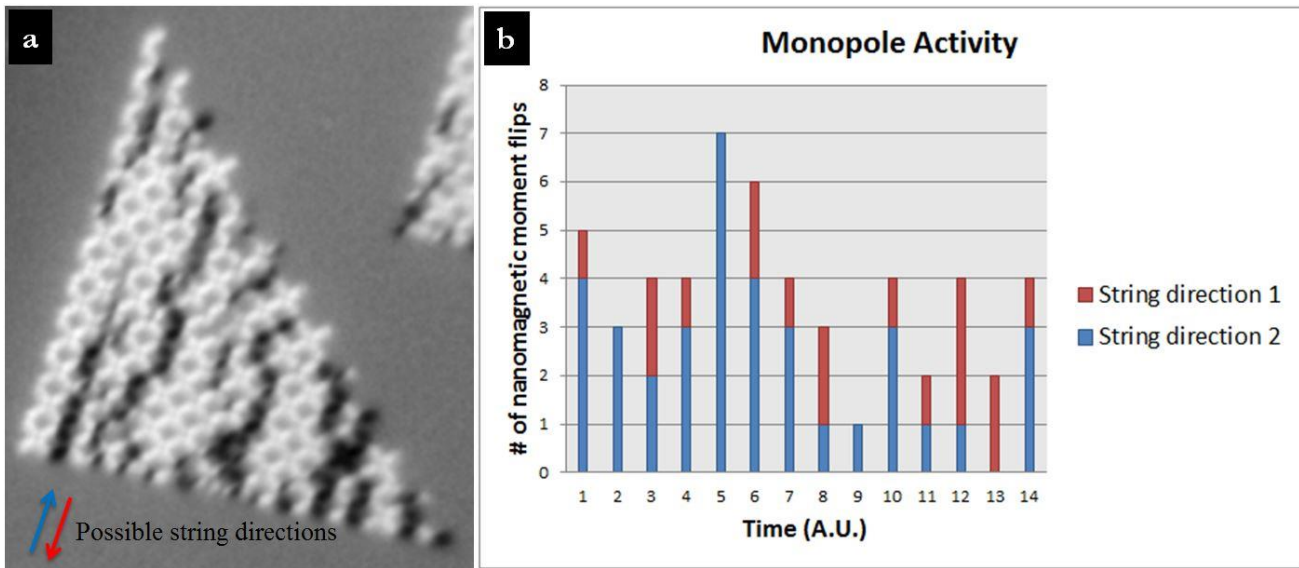 a
Possible string directions
b
Monopole Activity
# of nanomagnetic moment flips
8
7
6
5
4
3
2
1
0
1 2 3 4 5 6 7 8 9 10 11 12 13 14
Time (A.U.)
String direction 1
String direction 2